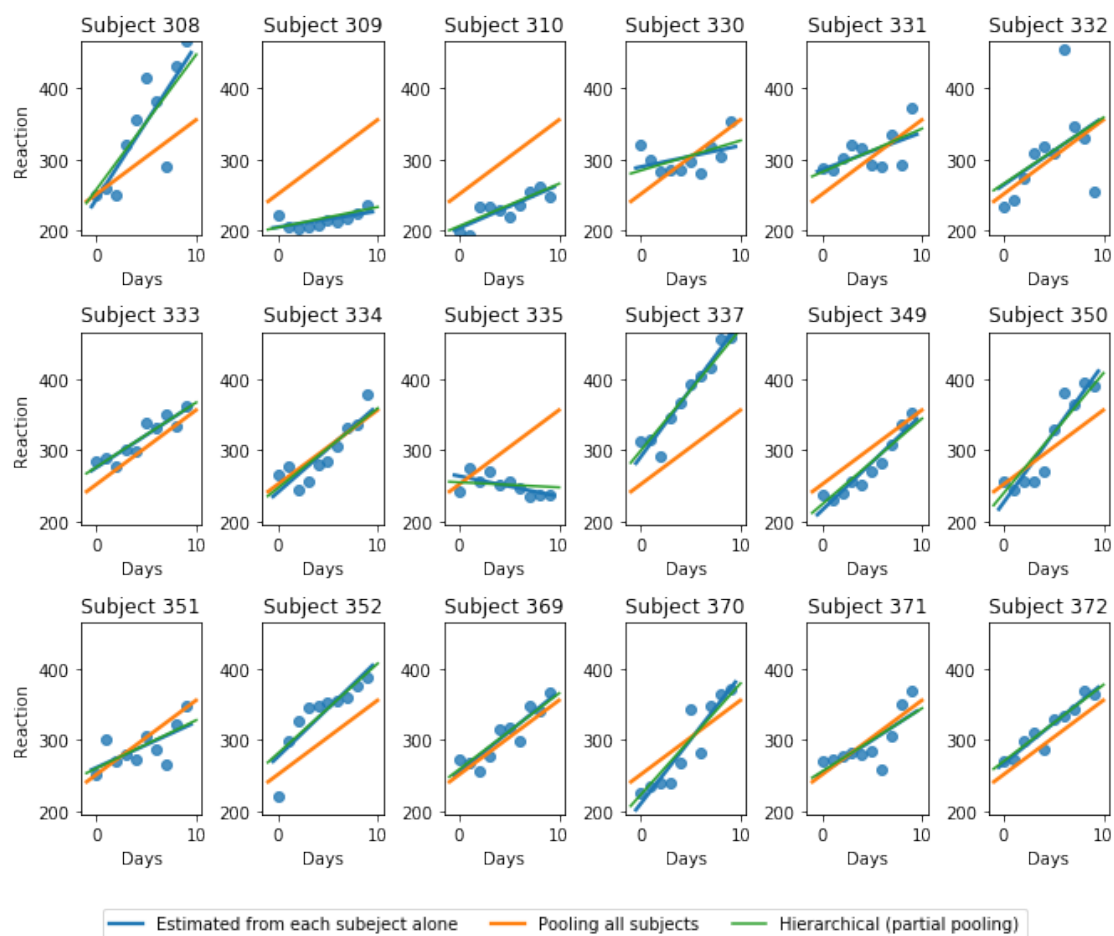 Subject 308 Subject 309 Subject 310 Subject 330 Subject 331 Subject 332
400 400 400 400 400 400
300 300 300 300 300 300
200 200 200 200 200 200
Reaction
0 10 0 10 0 10 0 10 0 10 0 10
Days Days Days Days Days Days
Subject 333 Subject 334 Subject 335 Subject 337 Subject 349 Subject 350
400 400 400 400 400 400
300 300 300 300 300 300
200 200 200 200 200 200
Reaction
0 10 0 10 0 10 0 10 0 10 0 10
Days Days Days Days Days Days
Subject 351 Subject 352 Subject 369 Subject 370 Subject 371 Subject 372
400 400 400 400 400 400
300 300 300 300 300 300
200 200 200 200 200 200
Reaction
0 10 0 10 0 10 0 10 0 10 0 10
Days Days Days Days Days Days
Estimated from each subeject alone Pooling all subjects Hierarchical (partial pooling)